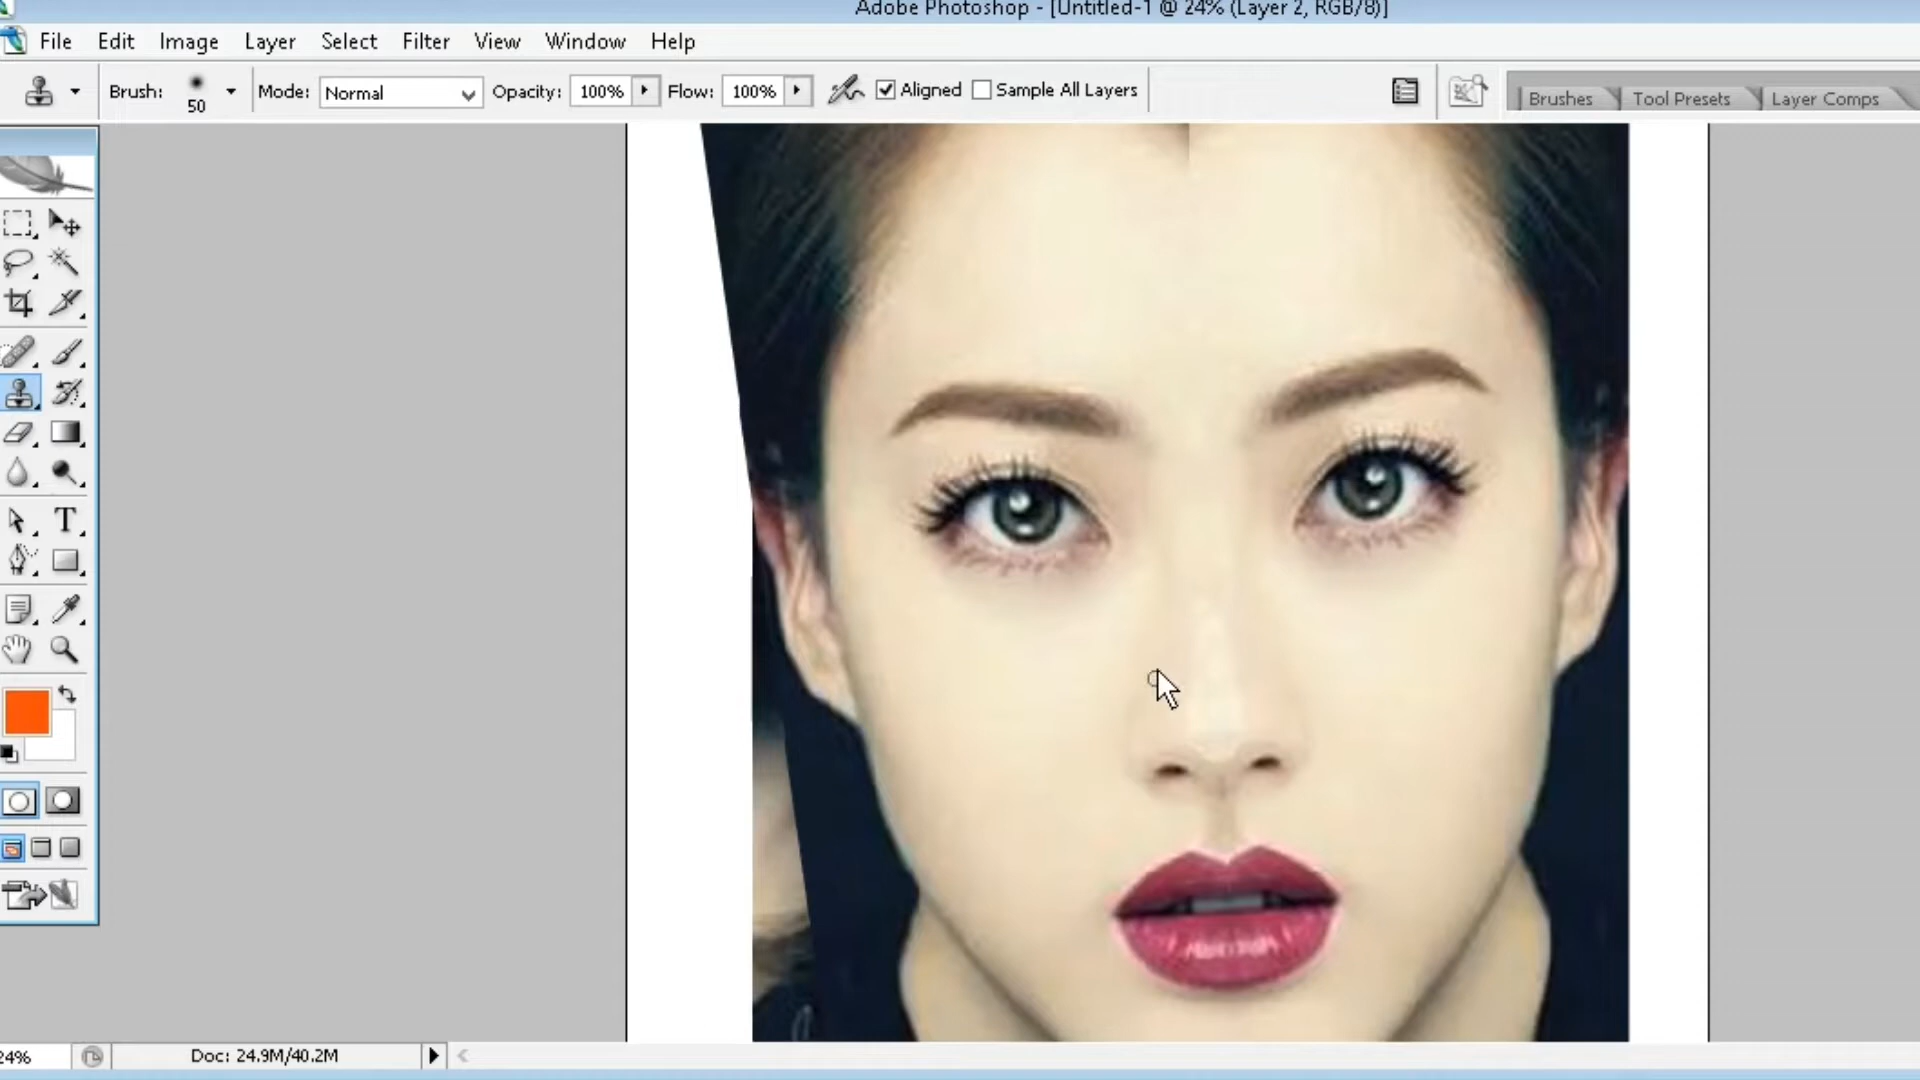 Adobe Photoshop - [Untitled-1 @ 24% (Layer 2, RGB/8)]
File Edit Image Layer Select Filter View Window Help
Brush: 50 Mode: Normal Opacity: 100% Flow: 100% Aligned Sample All Layers Brushes Tool Presets Layer Comps
T
24% Doc: 24.9M/40.2M